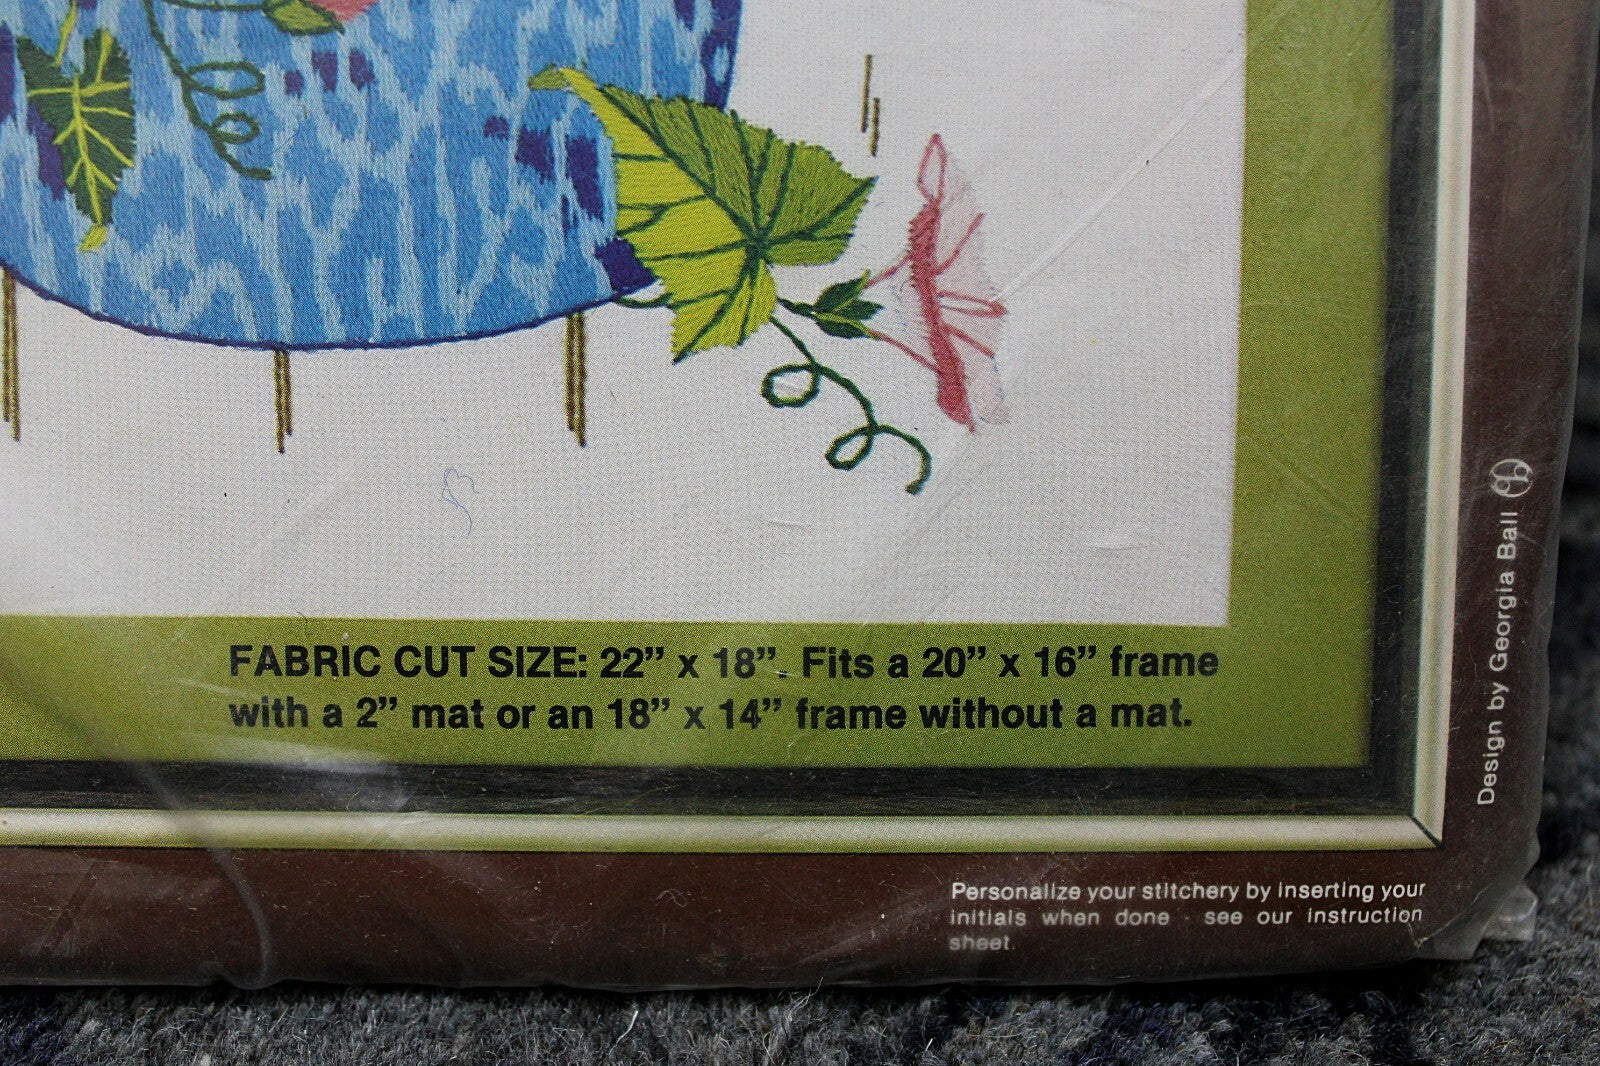 FABRIC CUT SIZE: 22” x 18”. Fits a 20” x 16” frame
with a 2” mat or an 18” x 14” frame without a mat.
Design by Georgia Ball
Personalize your stitchery by inserting your
initials when done - see our instruction
sheet.